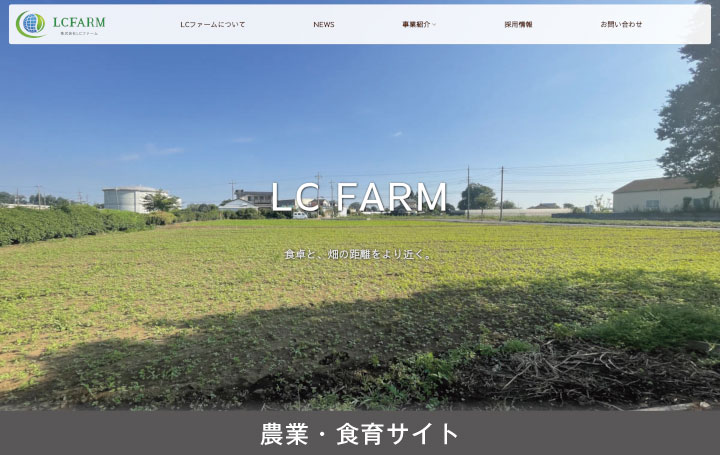 LCFARM
株式会社LCファーム
LCファームについて
NEWS
事業紹介
採用情報
お問い合わせ
LC FARM
食卓と、畑の距離をより近く。
農業・食育サイト